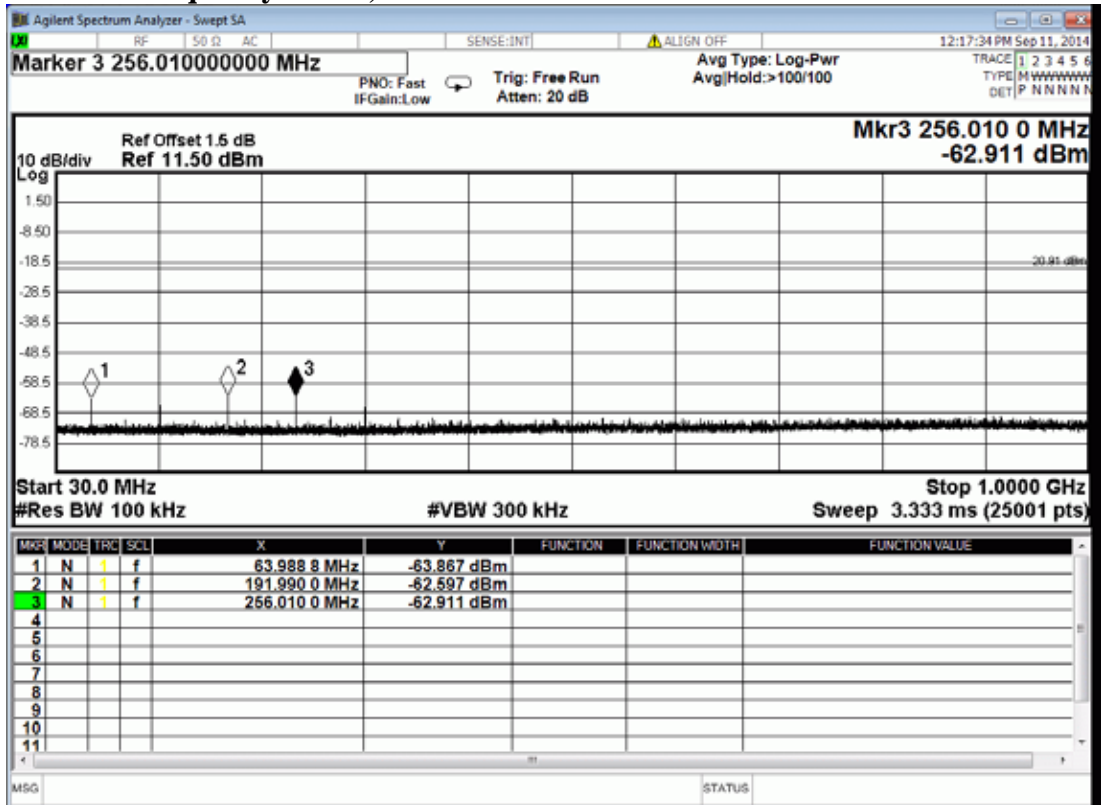 Agilent Spectrum Analyzer - Swept SA
RF 50 Ω AC SENSE:INT ALIGN OFF 12:17:34 PM Sep 11, 2014
Marker 3 256.010000000 MHz
PNO: Fast
IFGain:Low
Trig: Free Run
Atten: 20 dB
Avg Type: Log-Pwr
Avg|Hold:>100/100
TRACE 1 2 3 4 5 6
TYPE M WWWWW
DET P N N N N N
Mkr3 256.010 0 MHz
-62.911 dBm
Ref Offset 1.5 dB
10 dB/div Ref 11.50 dBm
Log
1.50
-8.50
-18.5
20.91 dBm
-28.5
-38.5
-48.5
1 2 3
-58.5
-68.5
-78.5
Start 30.0 MHz Stop 1.0000 GHz
#Res BW 100 kHz #VBW 300 kHz Sweep 3.333 ms (25001 pts)
MKR MODE TRC SCL X Y FUNCTION FUNCTION WIDTH FUNCTION VALUE
1 N 1 f 63.988 8 MHz -63.867 dBm
2 N 1 f 191.990 0 MHz -62.597 dBm
3 N 1 f 256.010 0 MHz -62.911 dBm
4
5
6
7
8
9
10
11
MSG STATUS